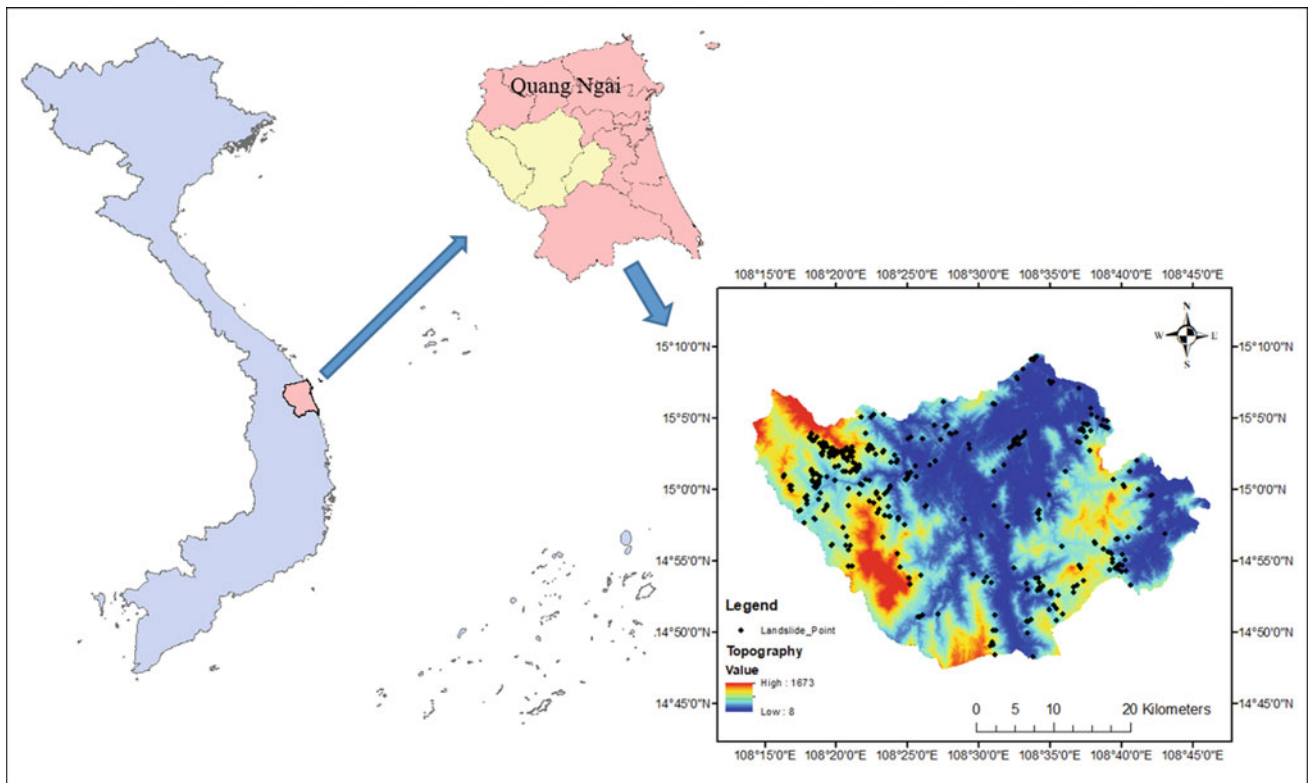 Quang Ngãi
108°15'0"E 108°20'0"E 108°25'0"E 108°30'0"E 108°35'0"E 108°40'0"E 108°45'0"E
N
W E
S
15°10'0"N 15°10'0"N
15°5'0"N 15°5'0"N
15°0'0"N 15°0'0"N
14°55'0"N 14°55'0"N
14°50'0"N 14°50'0"N
14°45'0"N 14°45'0"N
Legend
Landslide_Point
Topography
Value
High : 1673
Low : 8
0 5 10 20 Kilometers
108°15'0"E 108°20'0"E 108°25'0"E 108°30'0"E 108°35'0"E 108°40'0"E 108°45'0"E